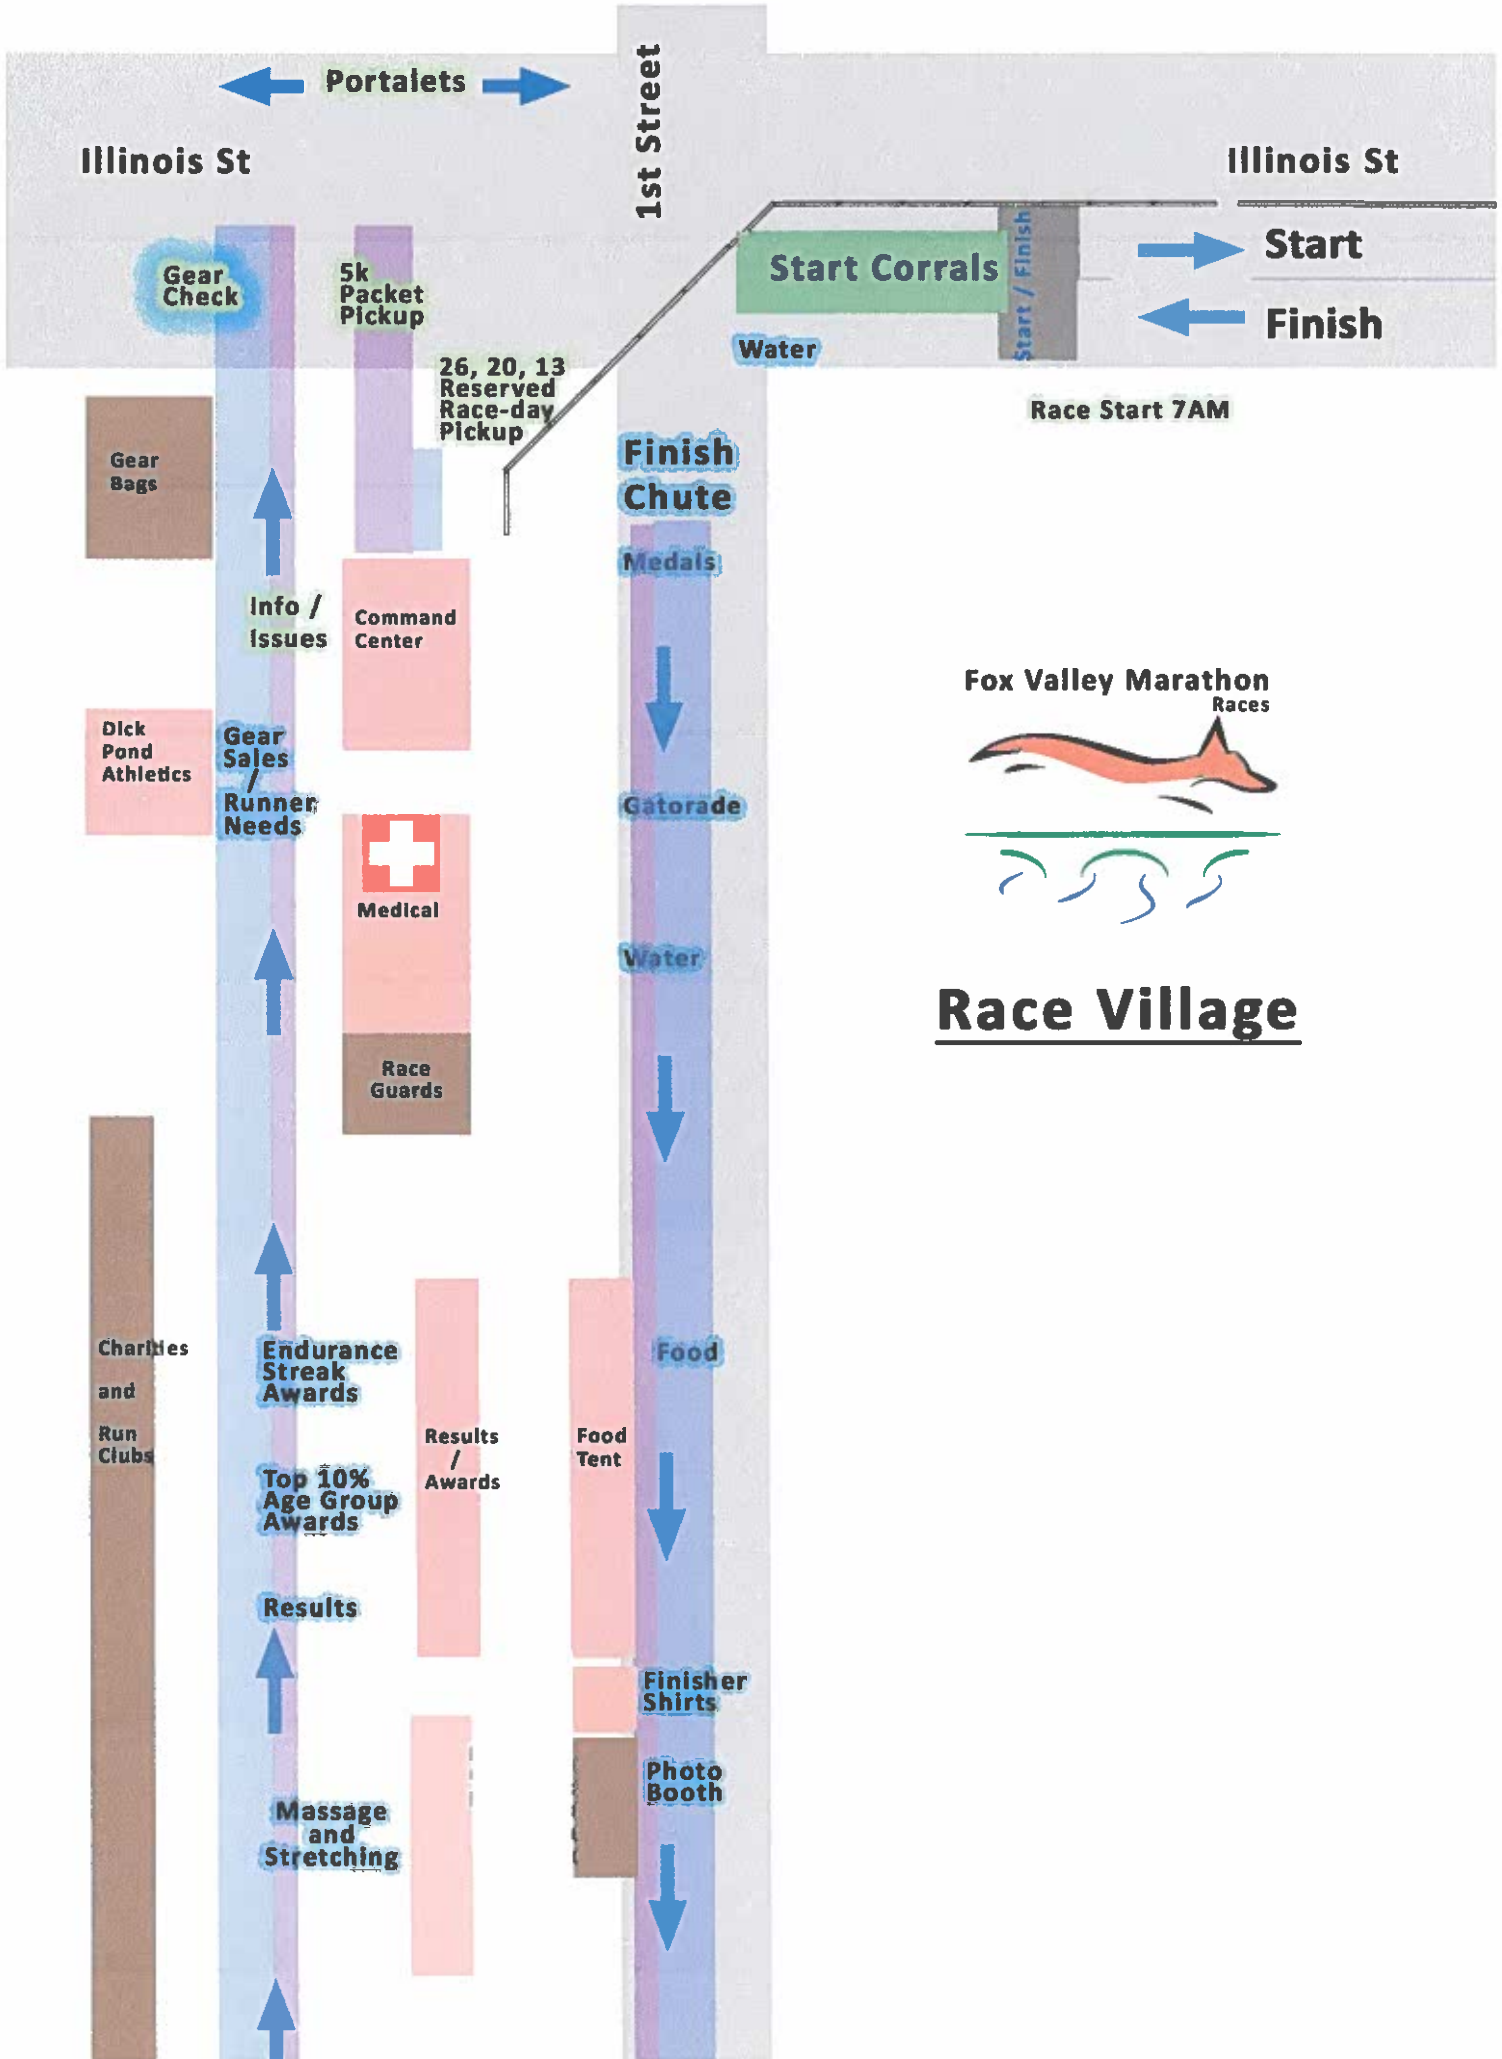 Portalets
1st Street
Illinois St
Illinois St
Gear
Check
5k
Packet
Pickup
Start Corrals
Start / Finish
Start
Finish
Water
26, 20, 13
Reserved
Race-day
Pickup
Race Start 7AM
Finish
Chute
Gear
Bags
Medals
Info /
Issues
Command
Center
Fox Valley Marathon
Races
Dick
Pond
Athletics
Gear
Sales
/
Runner
Needs
Gatorade
Medical
Water
Race Village
Race
Guards
Charities
and
Run
Clubs
Endurance
Streak
Awards
Food
Results
/
Awards
Food
Tent
Top 10%
Age Group
Awards
Results
Finisher
Shirts
Photo
Booth
Massage
and
Stretching